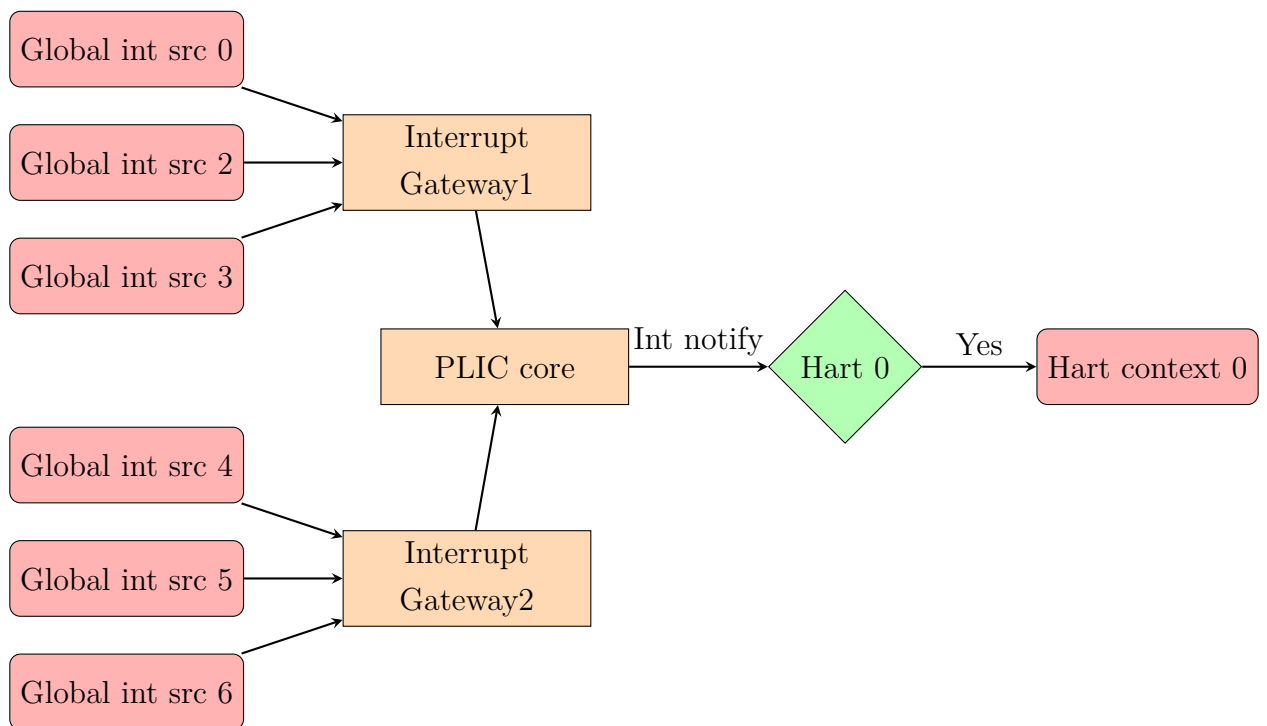 Global int src 0
Global int src 2
Global int src 3
Interrupt
Gateway1
PLIC core
Int notify
Hart 0
Yes
Hart context 0
Global int src 4
Global int src 5
Global int src 6
Interrupt
Gateway2